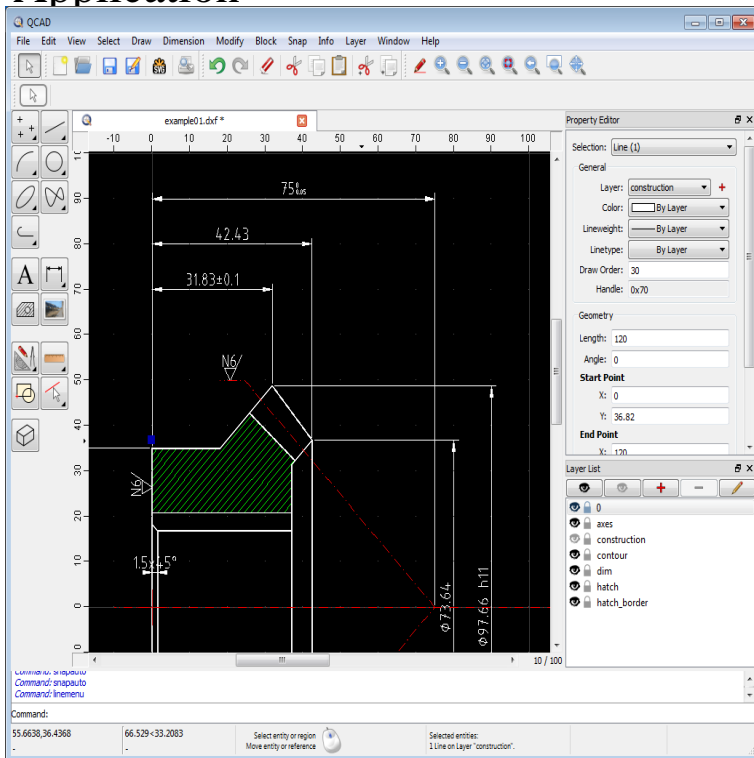 Application
QCAD
File Edit View Select Draw Dimension Modify Block Snap Info Layer Window Help
SVG
example01.dxf *
Property Editor
-10 0 10 20 30 40 50 60 70 80 90 100
Selection: Line (1)
General
Layer: construction
Color: By Layer
Lineweight: By Layer
Linetype: By Layer
Draw Order: 30
Handle: 0x70
Geometry
Length: 120
Angle: 0
Start Point
X: 0
Y: 36.82
End Point
X: 120
Layer List
0
axes
construction
contour
dim
hatch
hatch_border
A
90
80
70
60
50
40
30
20
10
0
75 0 0.05
42.43
31.83±0.1
N6
N6
1.5x45°
ϕ73.64
ϕ97.66 h11
10 / 100
Command: snapauto
Command: snapauto
Command: linemenu
Command:
55.6638,36.4368
-
66.529<33.2083
-
Select entity or region
Move entity or reference
Selected entities:
1 Line on Layer "construction".